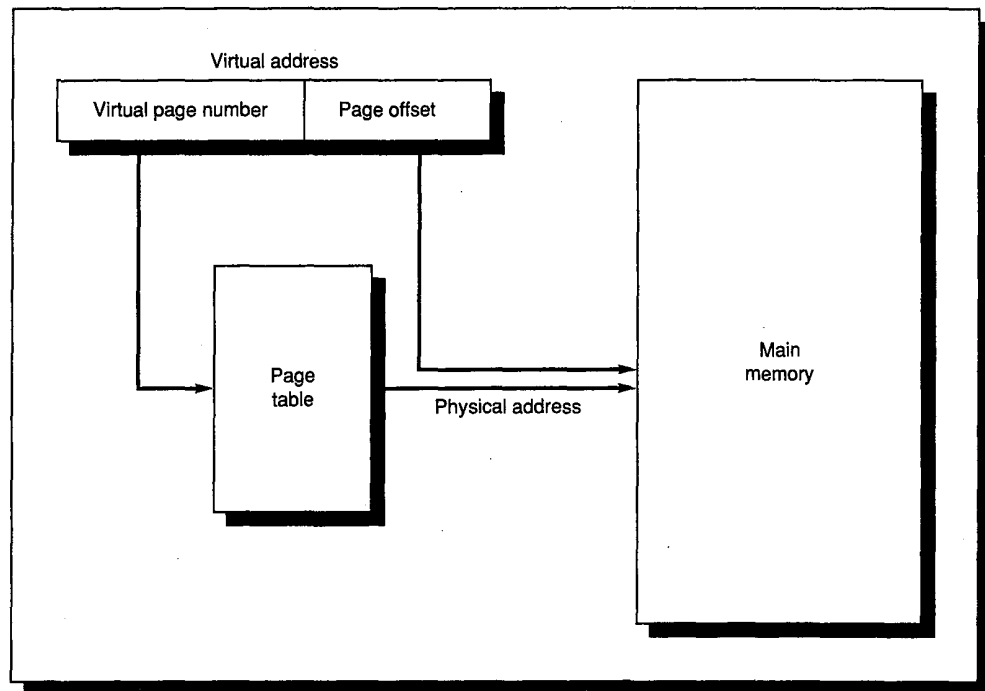 Virtual address
Virtual page number
Page offset
Page
table
Physical address
Main
memory